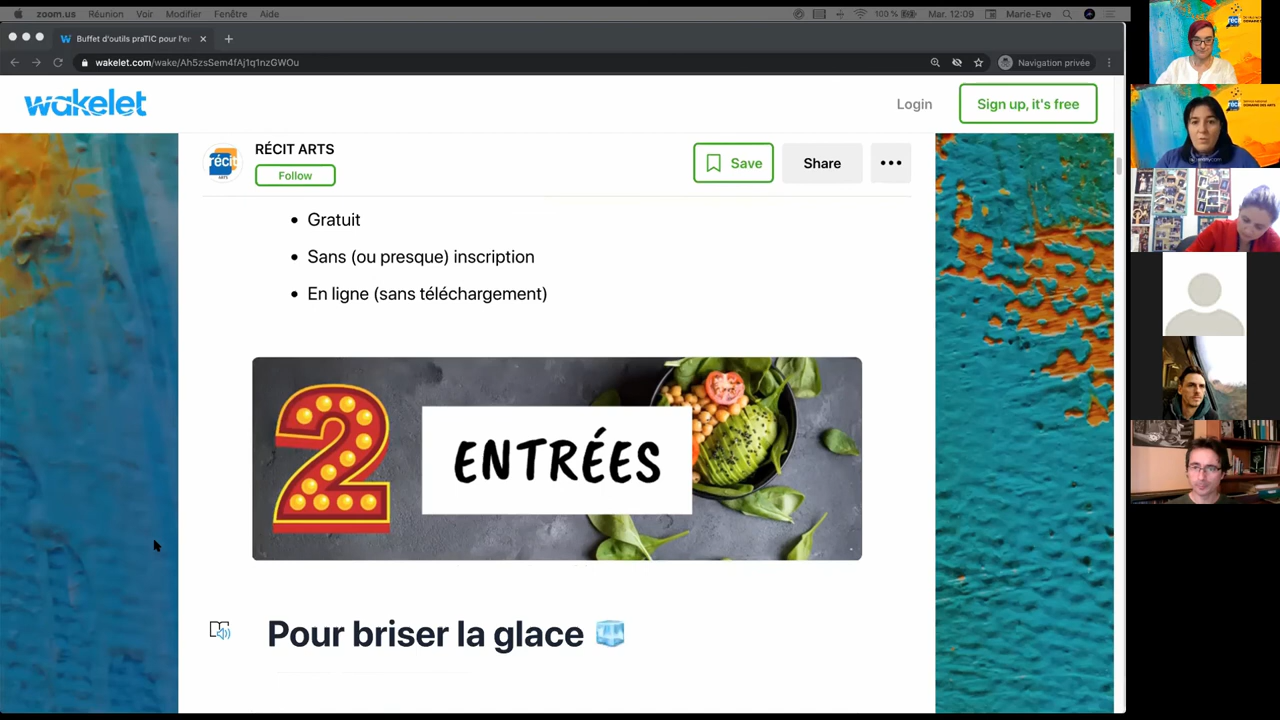 zoom.us Réunion Voir Modifier Fenêtre Aide
100 % Mar. 12:09 Marie-Eve
Buffet d'outils praTIC pour l'er
wakelet.com/wake/Ah5zsSem4fAj1q1nzGWOu
Navigation privée
wakelet
Login
Sign up, it's free
récit
ARTS
RÉCIT ARTS
Follow
Save
Share
• Gratuit
• Sans (ou presque) inscription
• En ligne (sans téléchargement)
2
ENTRÉES
Pour briser la glace